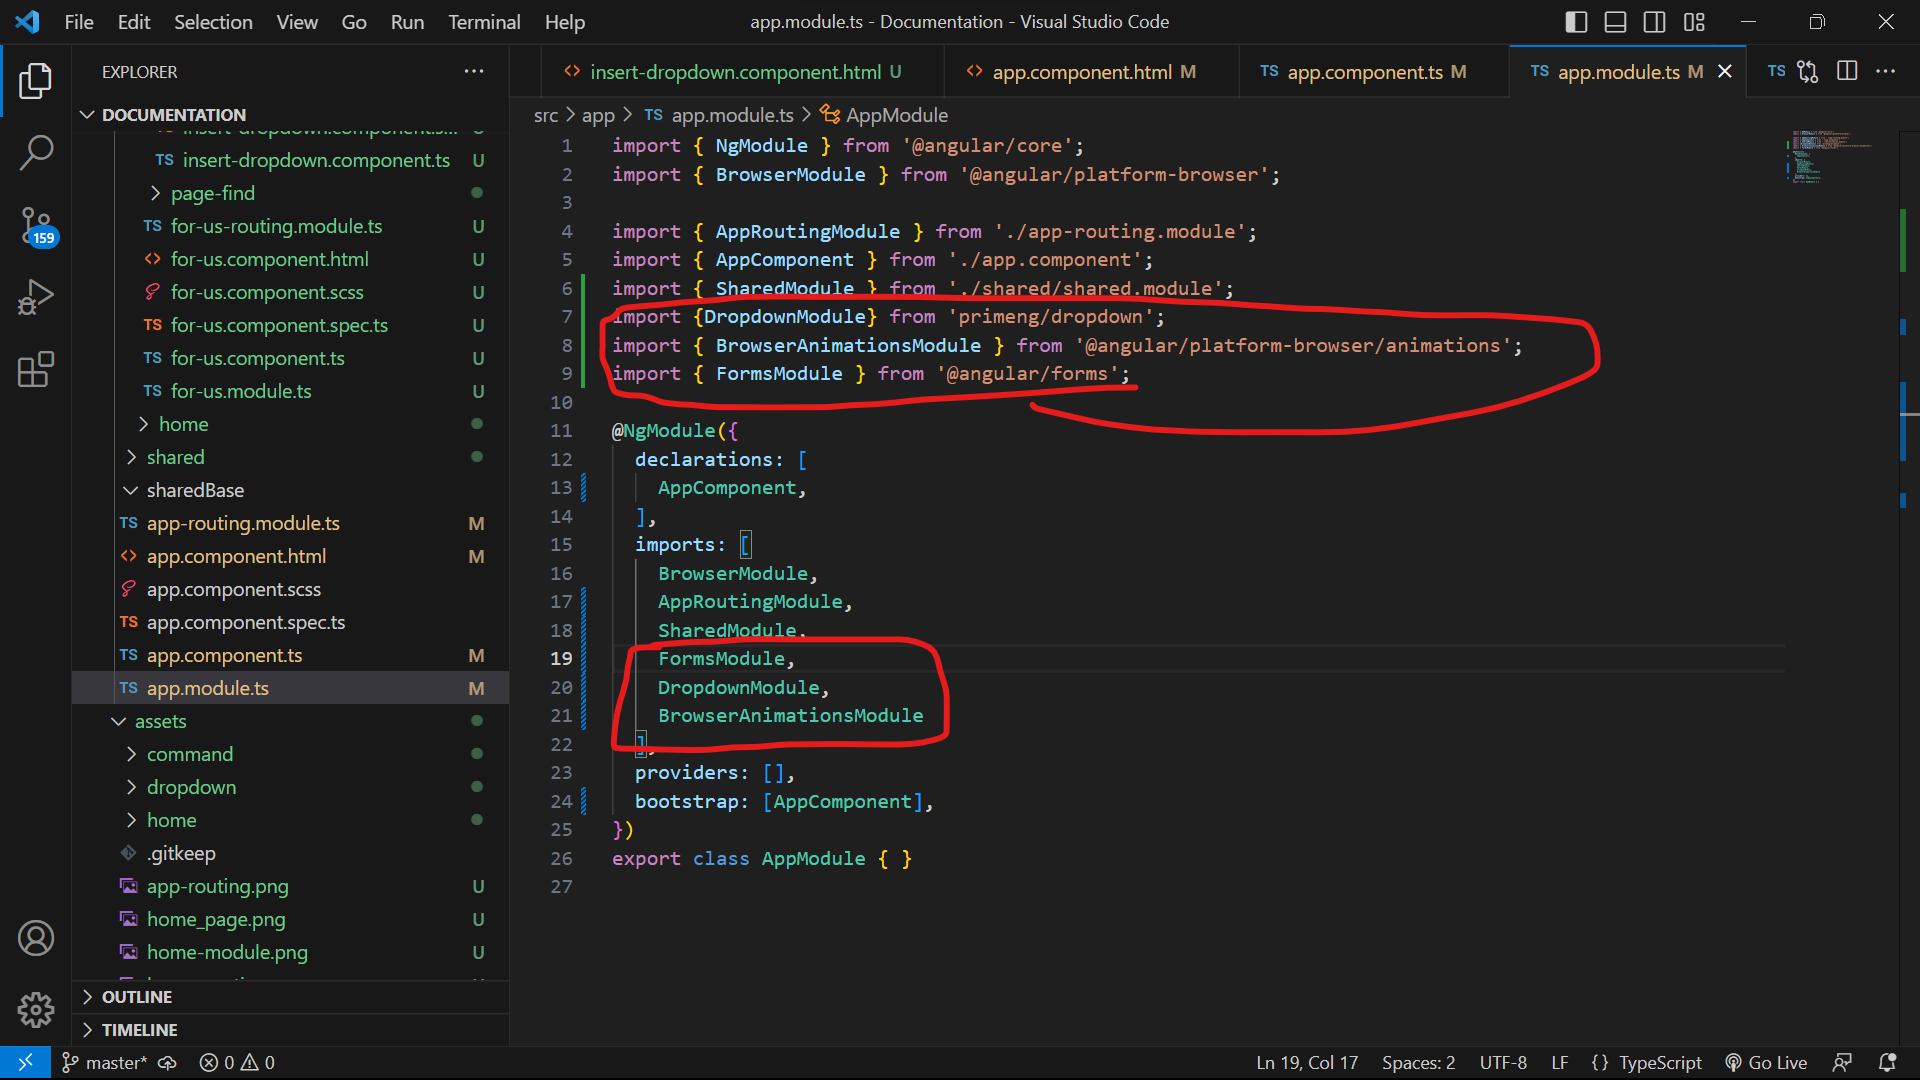 File Edit Selection View Go Run Terminal Help
app.module.ts - Documentation - Visual Studio Code
EXPLORER
DOCUMENTATION
insert-dropdown.component.s... U
TS insert-dropdown.component.ts U
page-find
TS for-us-routing.module.ts U
for-us.component.html U
for-us.component.scss U
TS for-us.component.spec.ts U
TS for-us.component.ts U
TS for-us.module.ts U
home
shared
sharedBase
TS app-routing.module.ts M
app.component.html M
app.component.scss
TS app.component.spec.ts
TS app.component.ts M
TS app.module.ts M
assets
command
dropdown
home
.gitkeep
app-routing.png U
home_page.png U
home-module.png U
OUTLINE
TIMELINE
159
insert-dropdown.component.html U
app.component.html M
TS app.component.ts M
TS app.module.ts M
TS
src > app > TS app.module.ts > AppModule
1 import { NgModule } from '@angular/core';
2 import { BrowserModule } from '@angular/platform-browser';
3
4 import { AppRoutingModule } from './app-routing.module';
5 import { AppComponent } from './app.component';
6 import { SharedModule } from './shared/shared.module';
7 import {DropdownModule} from 'primeng/dropdown';
8 import { BrowserAnimationsModule } from '@angular/platform-browser/animations';
9 import { FormsModule } from '@angular/forms';
10
11 @NgModule({
12 declarations: [
13 AppComponent,
14 ],
15 imports: [
16 BrowserModule,
17 AppRoutingModule,
18 SharedModule,
19 FormsModule,
20 DropdownModule,
21 BrowserAnimationsModule
22 ],
23 providers: [],
24 bootstrap: [AppComponent],
25 })
26 export class AppModule { }
27
master* 0 0
Ln 19, Col 17 Spaces: 2 UTF-8 LF {} TypeScript Go Live